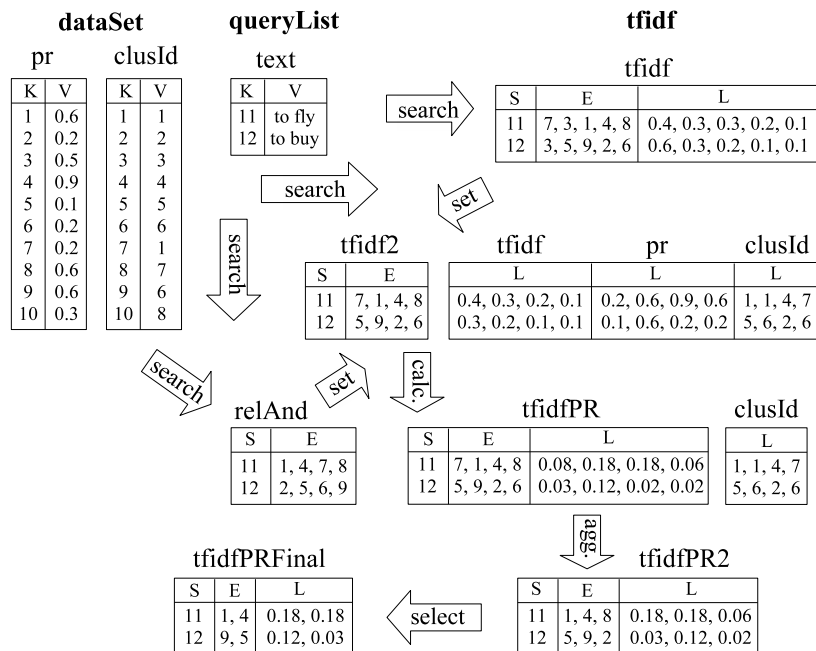 dataSet queryList tfidf
pr clusId text tfidf
K V K V K V S E L
1 0.6 1 1 11 to fly 11 7, 3, 1, 4, 8 0.4, 0.3, 0.3, 0.2, 0.1
2 0.2 2 2 12 to buy 12 3, 5, 9, 2, 6 0.6, 0.3, 0.2, 0.1, 0.1
3 0.5 3 3
4 0.9 4 4
5 0.1 5 5
6 0.2 6 6
7 0.2 7 1
8 0.6 8 7
9 0.6 9 6
10 0.3 10 8
search
search
set
search
tfidf2 tfidf pr clusId
S E L L L
11 7, 1, 4, 8 0.4, 0.3, 0.2, 0.1 0.2, 0.6, 0.9, 0.6 1, 1, 4, 7
12 5, 9, 2, 6 0.3, 0.2, 0.1, 0.1 0.1, 0.6, 0.2, 0.2 5, 6, 2, 6
search
set
calc.
relAnd tfidfPR clusId
S E S E L L
11 1, 4, 7, 8 11 7, 1, 4, 8 0.08, 0.18, 0.18, 0.06 1, 1, 4, 7
12 2, 5, 6, 9 12 5, 9, 2, 6 0.03, 0.12, 0.02, 0.02 5, 6, 2, 6
agg.
tfidfPRFinal tfidfPR2
S E L S E L
11 1, 4 0.18, 0.18 select 11 1, 4, 8 0.18, 0.18, 0.06
12 9, 5 0.12, 0.03 12 5, 9, 2 0.03, 0.12, 0.02